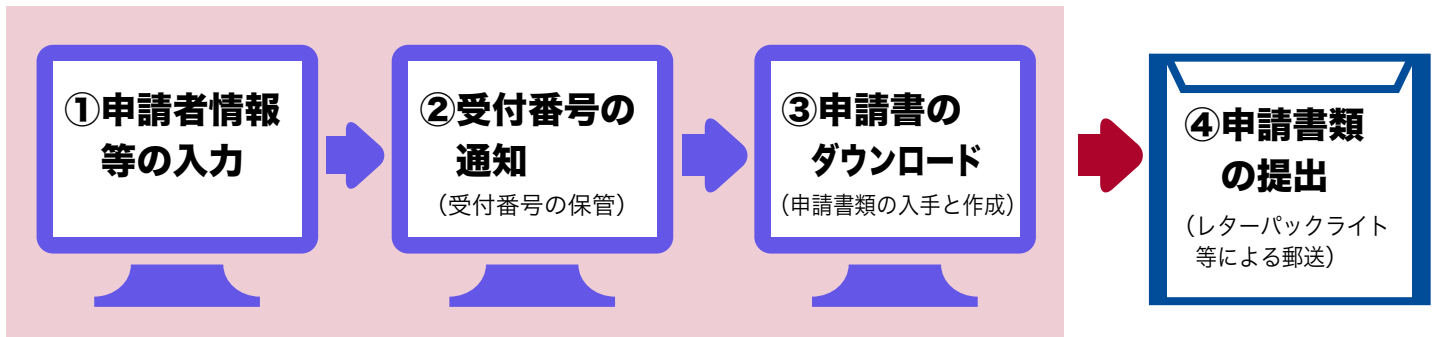 ①申請者情報
等の入力
②受付番号の
通知
（受付番号の保管）
③申請書の
ダウンロード
（申請書類の入手と作成）
④申請書類
の提出
（レターパックライト
等による郵送）